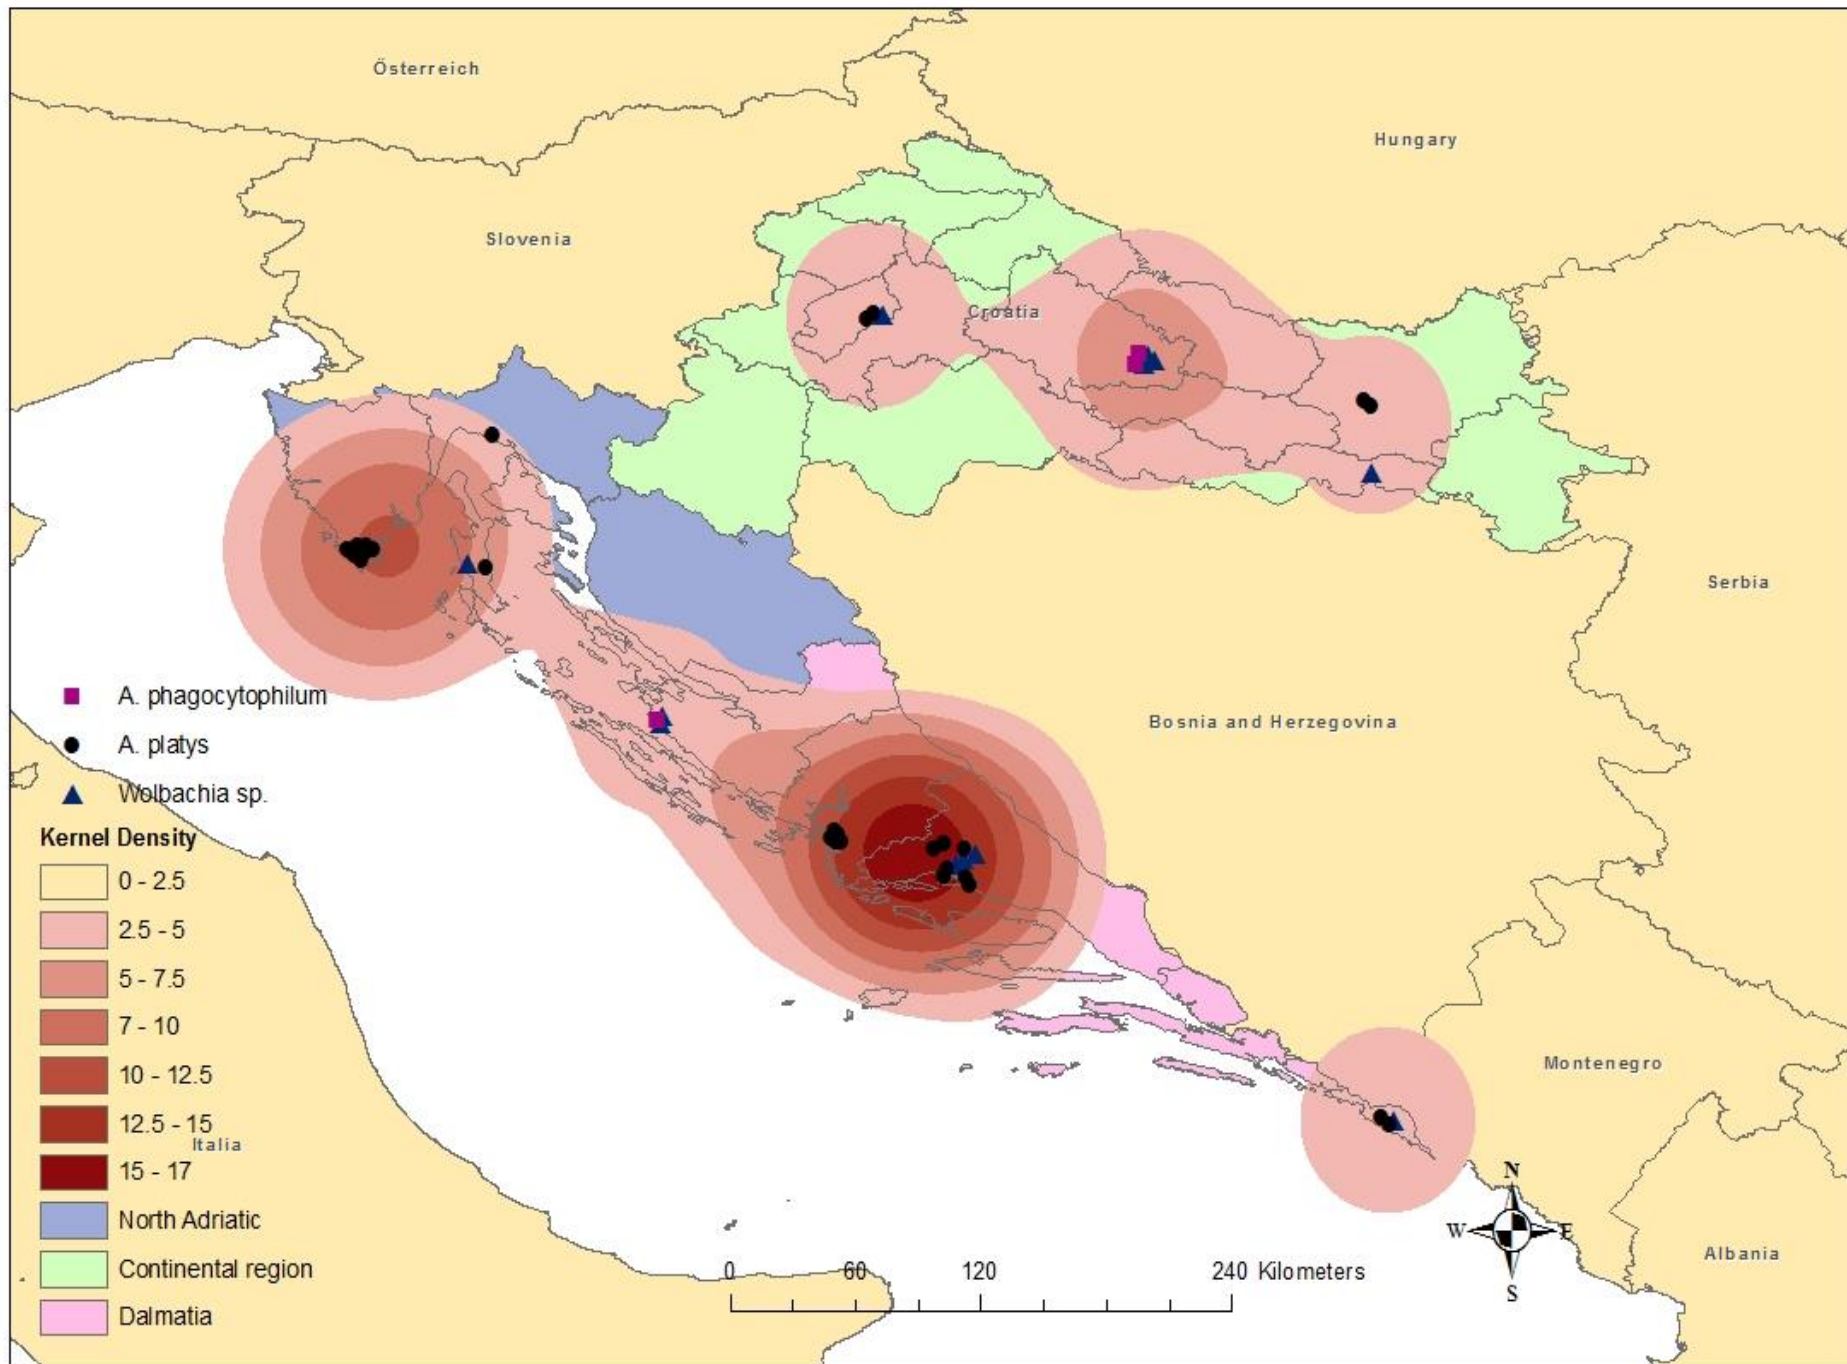 Österreich
Hungary
Slovenia
Croatia
Serbia
Bosnia and Herzegovina
Montenegro
Albania
Italia
A. phagocytophilum
A. platys
Wolbachia sp.
Kernel Density
0 - 2.5
2.5 - 5
5 - 7.5
7 - 10
10 - 12.5
12.5 - 15
15 - 17
North Adriatic
Continental region
Dalmatia
0 60 120 240 Kilometers
N
W E
S